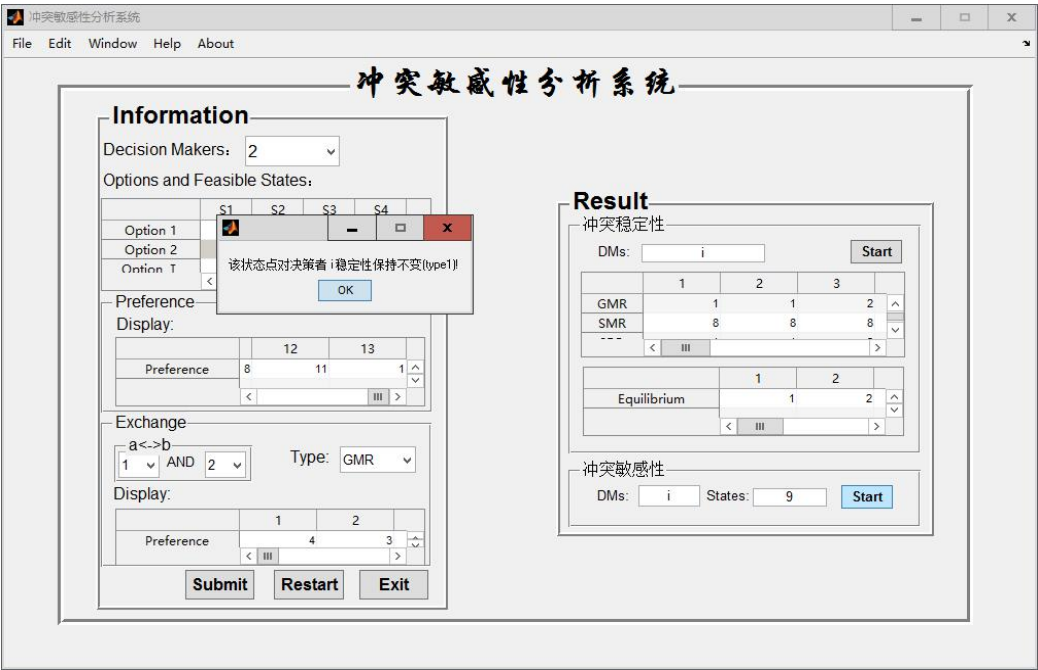 冲突敏感性分析系统
File Edit Window Help About
冲突敏感性分析系统
Information
Decision Makers: 2
Options and Feasible States:
S1 S2 S3 S4
Option 1
Option 2
该状态点对决策者 i 稳定性保持不变(type1)!
OK
Preference
Display:
12 13
Preference 8 11 1
Exchange
a<->b
1 AND 2
Type: GMR
Display:
1 2
Preference 4 3
Submit Restart Exit
Result
冲突稳定性
DMs: i Start
1 2 3
GMR 1 1 2
SMR 8 8 8
1 2
Equilibrium 1 2
冲突敏感性
DMs: i States: 9 Start